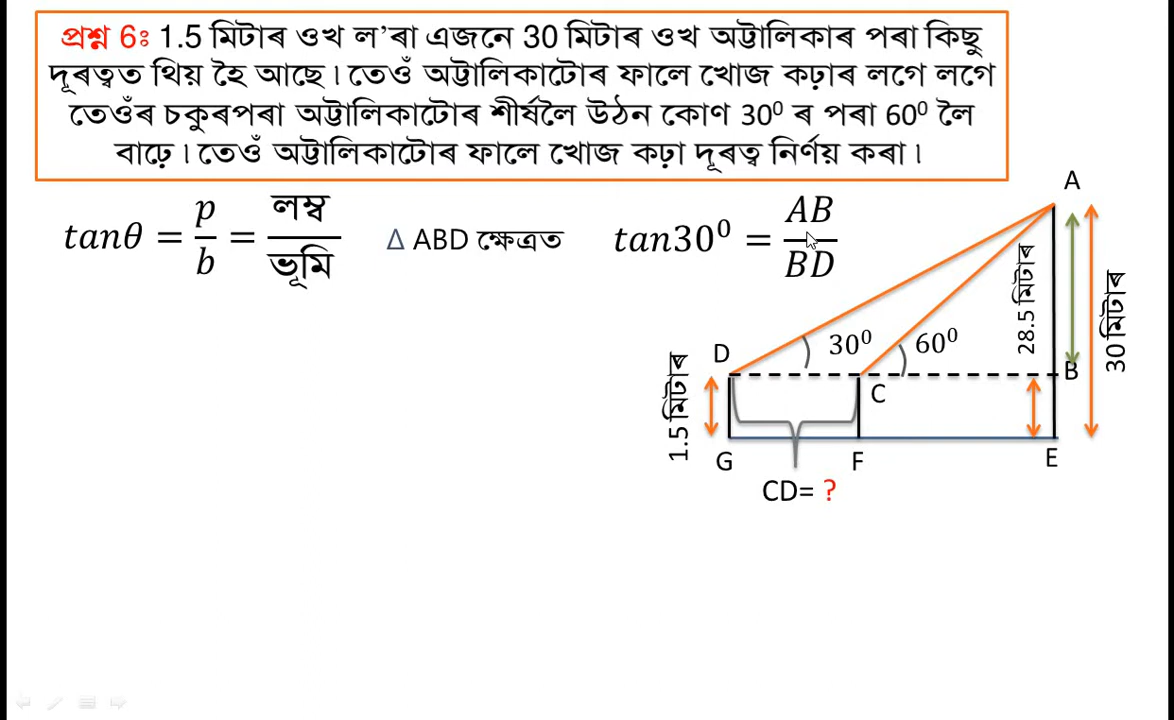 প্ৰশ্ন 6ঃ 1.5 মিটাৰ ওখ ল’ৰা এজনে 30 মিটাৰ ওখ অট্টালিকাৰ পৰা কিছু
দূৰত্বত থিয় হৈ আছে। তেওঁ অট্টালিকাটোৰ ফালে খোজ কঢ়াৰ লগে লগে
তেওঁৰ চকুৰপৰা অট্টালিকাটোৰ শীৰ্ষলৈ উঠন কোণ 30⁰ ৰ পৰা 60⁰ লৈ
বাঢ়ে। তেওঁ অট্টালিকাটোৰ ফালে খোজ কঢ়া দূৰত্ব নিৰ্ণয় কৰা।
tanθ = p/b = লম্ব/ভূমি
Δ ABD ক্ষেত্ৰত
tan30⁰ = AB/BD
A
28.5 মিটাৰ
30 মিটাৰ
30⁰
60⁰
D
B
C
1.5 মিটাৰ
G
F
E
CD= ?